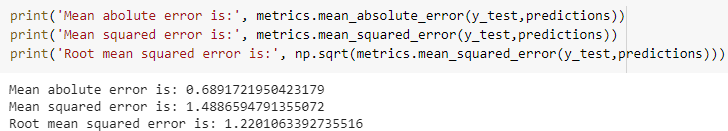 print('Mean abolute error is:', metrics.mean_absolute_error(y_test,predictions))
print('Mean squared error is:', metrics.mean_squared_error(y_test,predictions))
print('Root mean squared error is:', np.sqrt(metrics.mean_squared_error(y_test,predictions)))
Mean abolute error is: 0.6891721950423179
Mean squared error is: 1.4886594791355072
Root mean squared error is: 1.2201063392735516